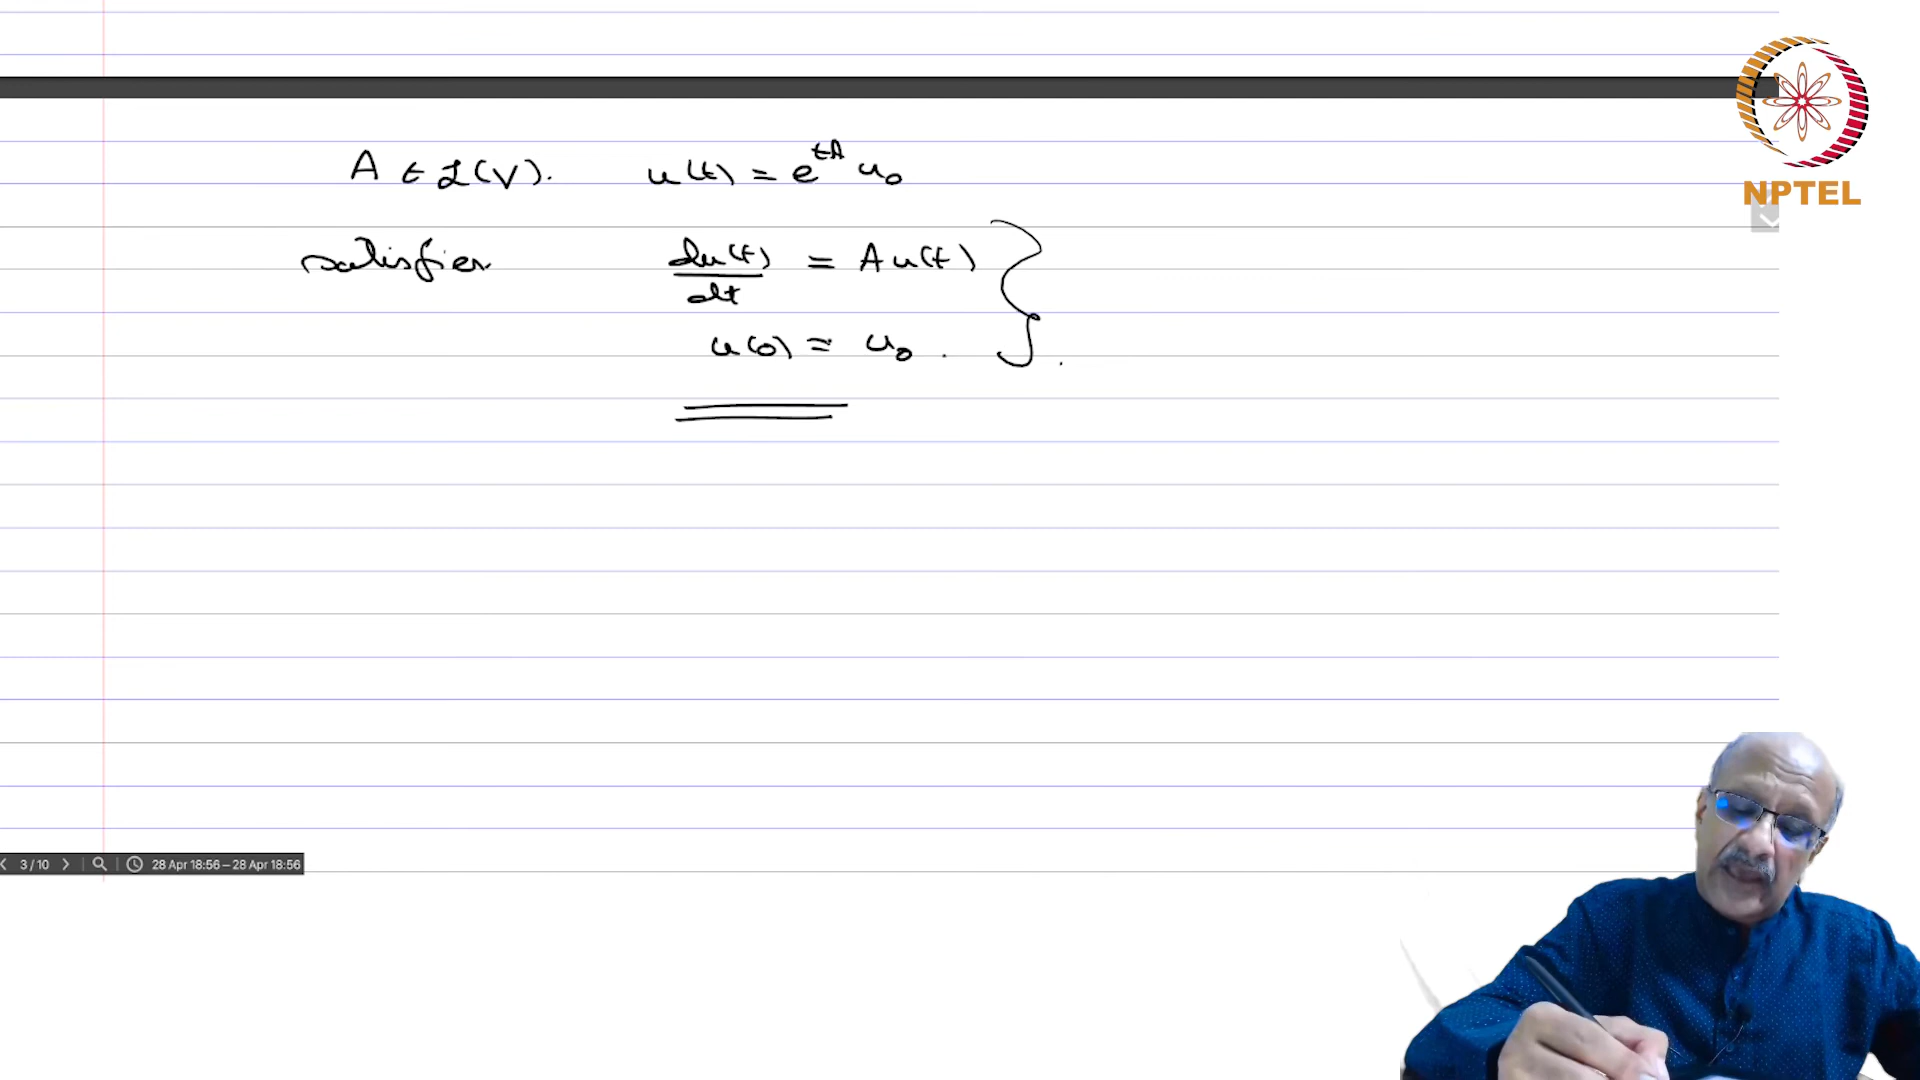 A ∈ ℒ(V). u(t) = e^{tA} u₀
satisfies du(t)/dt = A u(t)
u(0) = u₀.
NPTEL
3 / 10 28 Apr 18:56 – 28 Apr 18:56